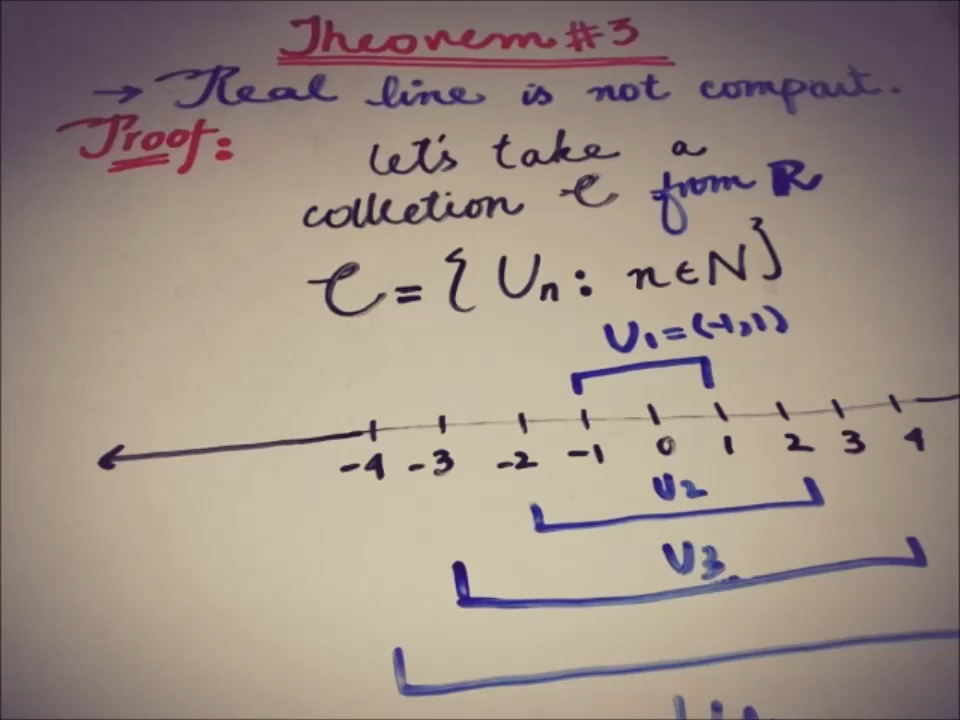 Theorem #3
→ Real line is not compact.
Proof: Let's take a
collection C from R
C = { Un : n ∈ N }
U1 = (-1, 1)
-4 -3 -2 -1 0 1 2 3 4
U2
U3